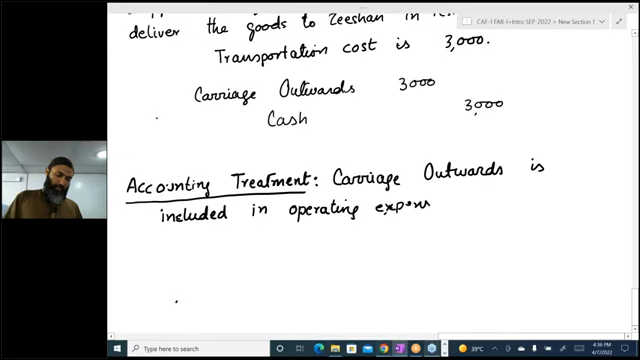 deliver the goods to Zeeshan in
Transportation cost is 3,000.
Carriage Outwards 3000
Cash 3,000
Accounting Treatment: Carriage Outwards is
included in operating expens
CAF-1 FAR-I+Intro SEP-2022 > New Section 1
Type here to search
39°C
4:36 PM
4/7/2022